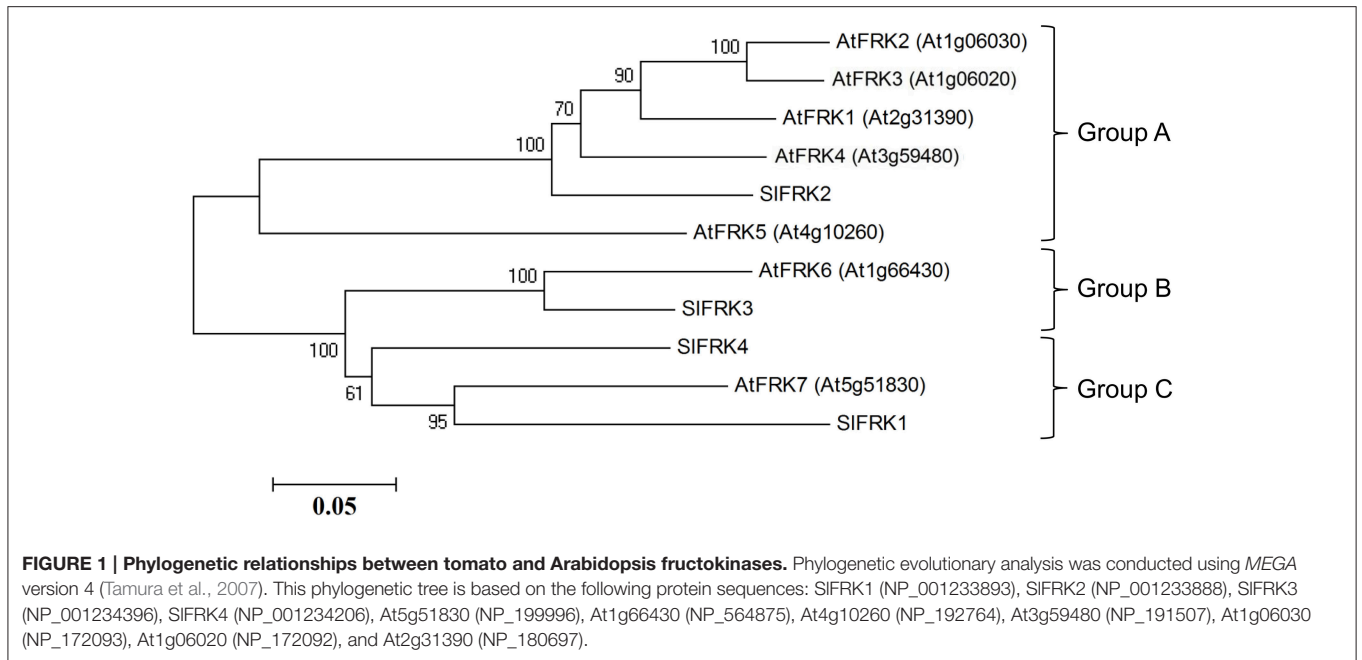 100
AtFRK2 (At1g06030)
90
AtFRK3 (At1g06020)
70
AtFRK1 (At2g31390)
Group A
100
AtFRK4 (At3g59480)
SlFRK2
AtFRK5 (At4g10260)
100
AtFRK6 (At1g66430)
Group B
SlFRK3
100
SlFRK4
61
AtFRK7 (At5g51830)
Group C
95
SlFRK1
0.05
FIGURE 1 | Phylogenetic relationships between tomato and Arabidopsis fructokinases. Phylogenetic evolutionary analysis was conducted using MEGA
version 4 (Tamura et al., 2007). This phylogenetic tree is based on the following protein sequences: SlFRK1 (NP_001233893), SlFRK2 (NP_001233888), SlFRK3
(NP_001234396), SlFRK4 (NP_001234206), At5g51830 (NP_199996), At1g66430 (NP_564875), At4g10260 (NP_192764), At3g59480 (NP_191507), At1g06030
(NP_172093), At1g06020 (NP_172092), and At2g31390 (NP_180697).